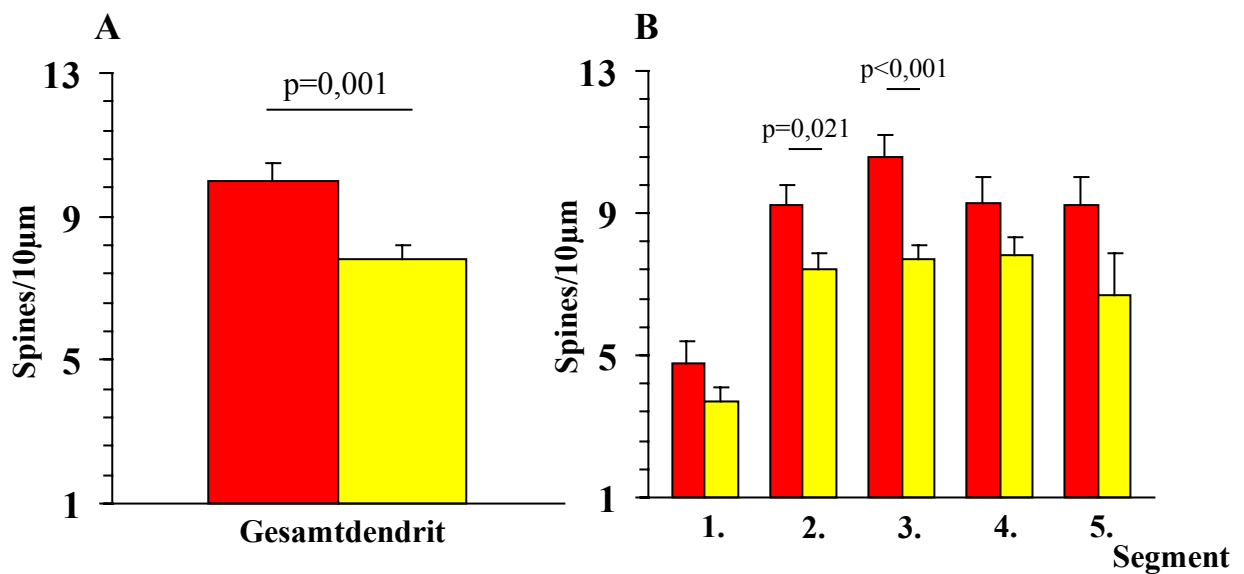 A
13
9
5
1
Spines/10µm
p=0,001
Gesamtdendrit
B
13
9
5
1
Spines/10µm
p=0,021
p<0,001
1. 2. 3. 4. 5.
Segment